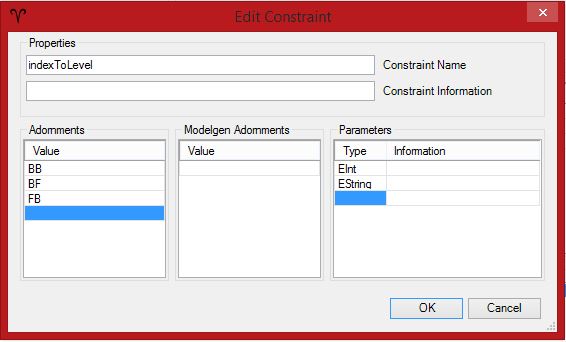 Edit Constraint
Properties
indexToLevel Constraint Name
Constraint Information
Adornments Modelgen Adornments Parameters
Value Value Type Information
BB EInt
BF EString
FB
OK Cancel